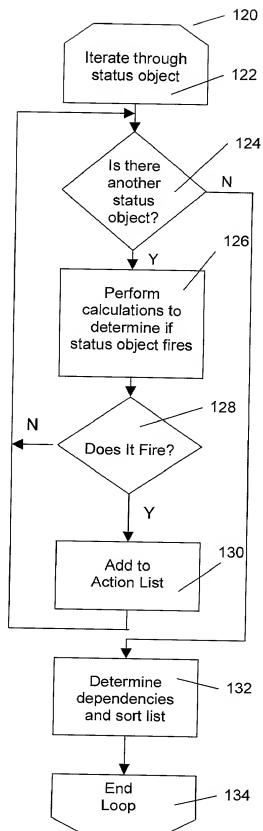 120
Iterate through
status object
122
124
Is there
another
status
object?
N
Y
126
Perform
calculations to
determine if
status object fires
128
N
Does It Fire?
Y
Add to
Action List
130
Determine
dependencies
and sort list
132
End
Loop
134